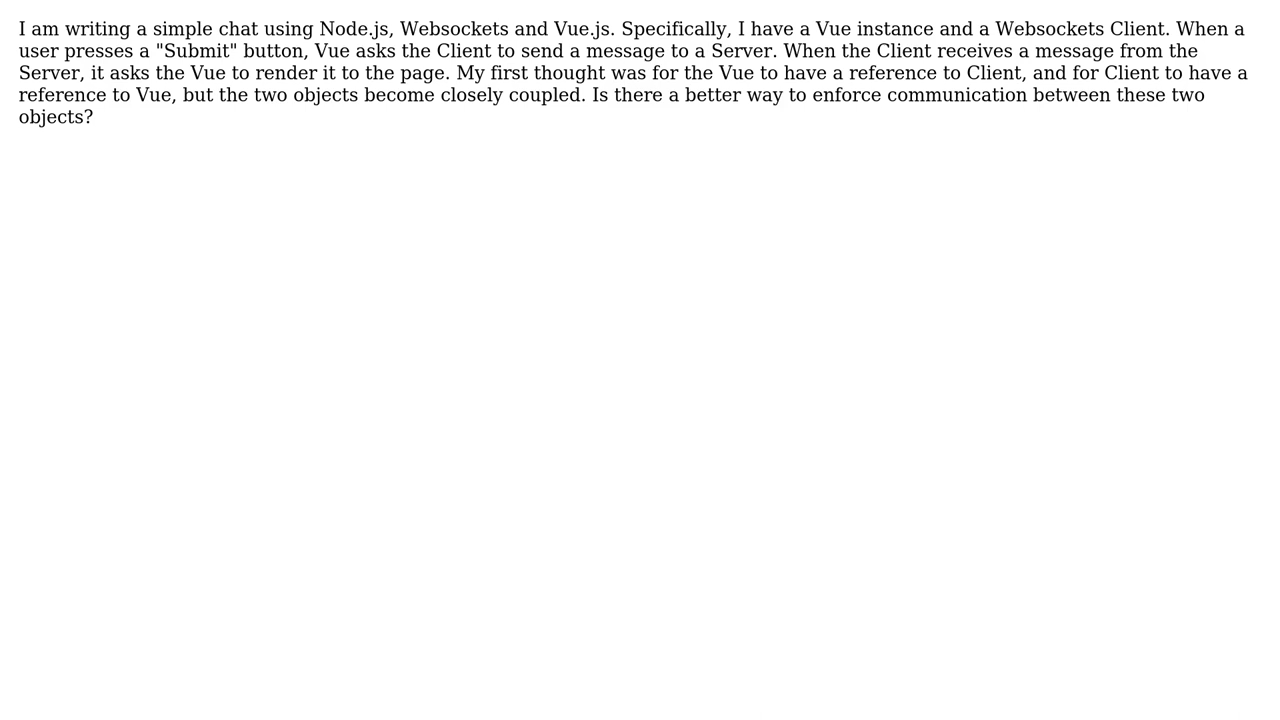 I am writing a simple chat using Node.js, Websockets and Vue.js. Specifically, I have a Vue instance and a Websockets Client. When a
user presses a "Submit" button, Vue asks the Client to send a message to a Server. When the Client receives a message from the
Server, it asks the Vue to render it to the page. My first thought was for the Vue to have a reference to Client, and for Client to have a
reference to Vue, but the two objects become closely coupled. Is there a better way to enforce communication between these two
objects?